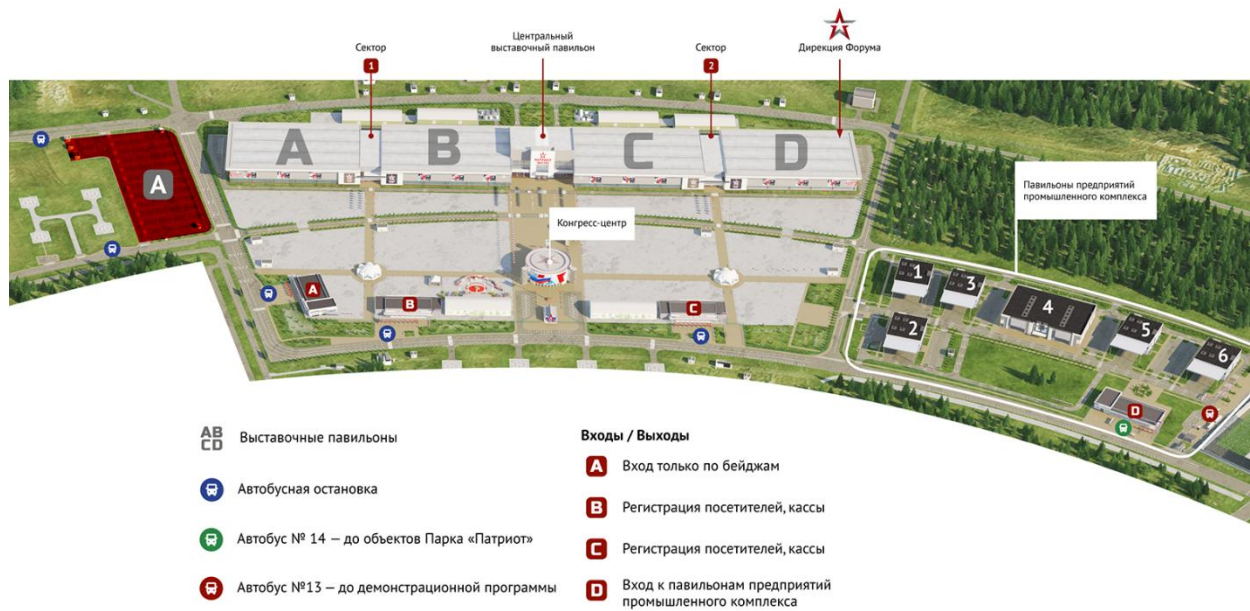 Сектор
1
Центральный
выставочный павильон
Сектор
2
Дирекция Форума
A
B
C
D
A
Конгресс-центр
Павильоны предприятий
промышленного комплекса
A
B
C
1
2
3
4
5
6
D
AB
CD
Выставочные павильоны
Автобусная остановка
Автобус № 14 — до объектов Парка «Патриот»
Автобус №13 — до демонстрационной программы
Входы / Выходы
A
Вход только по бейджам
B
Регистрация посетителей, кассы
C
Регистрация посетителей, кассы
D
Вход к павильонам предприятий
промышленного комплекса